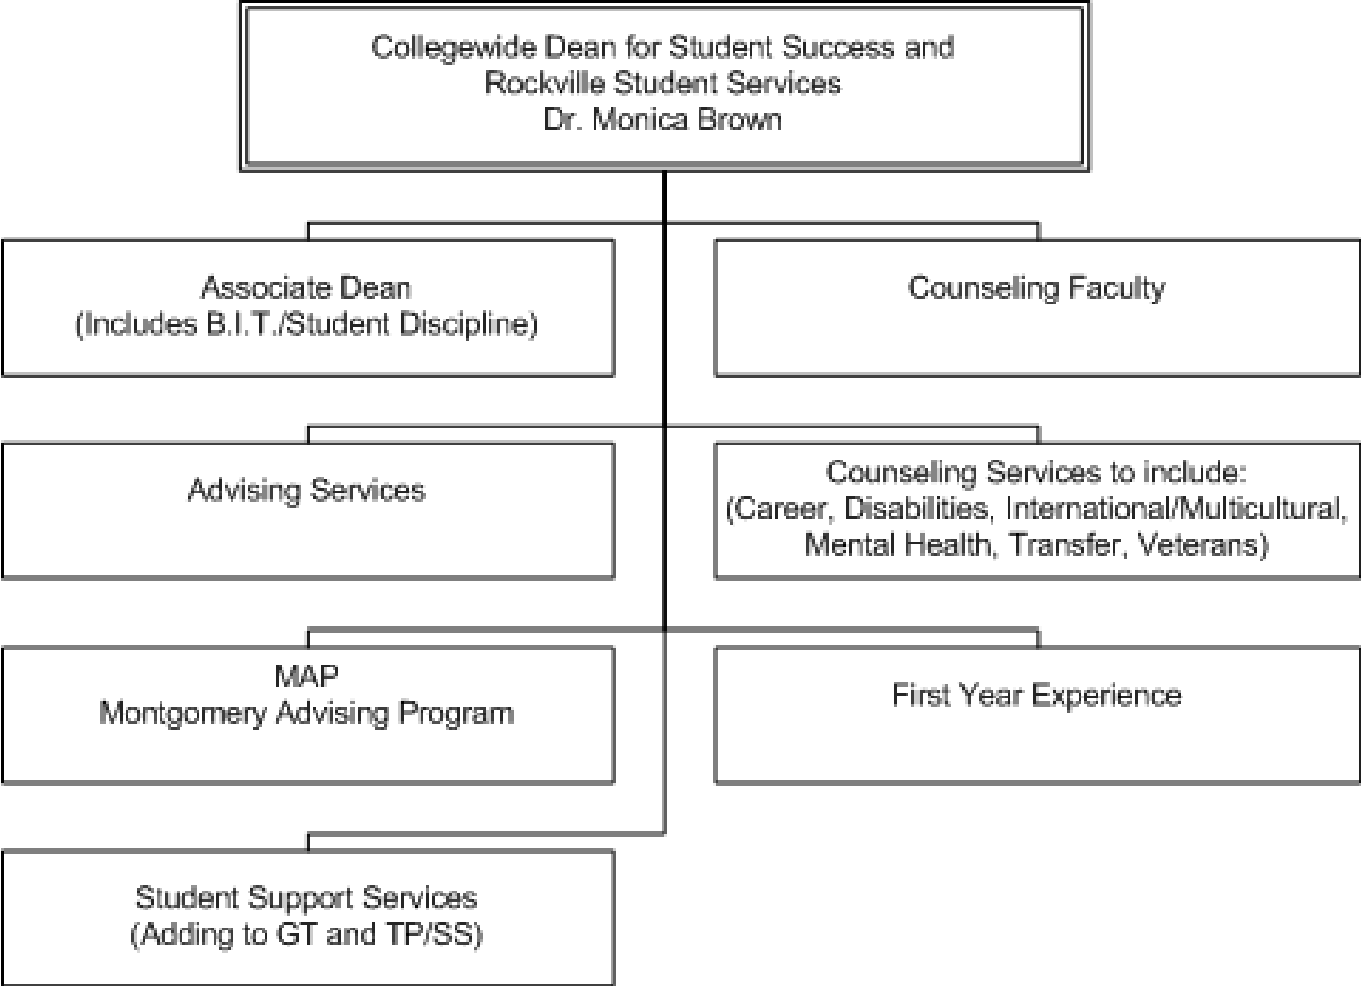 Collegewide Dean for Student Success and
Rockville Student Services
Dr. Monica Brown
Associate Dean
(Includes B.I.T./Student Discipline)
Counseling Faculty
Advising Services
Counseling Services to include:
(Career, Disabilities, International/Multicultural,
Mental Health, Transfer, Veterans)
MAP
Montgomery Advising Program
First Year Experience
Student Support Services
(Adding to GT and TP/SS)